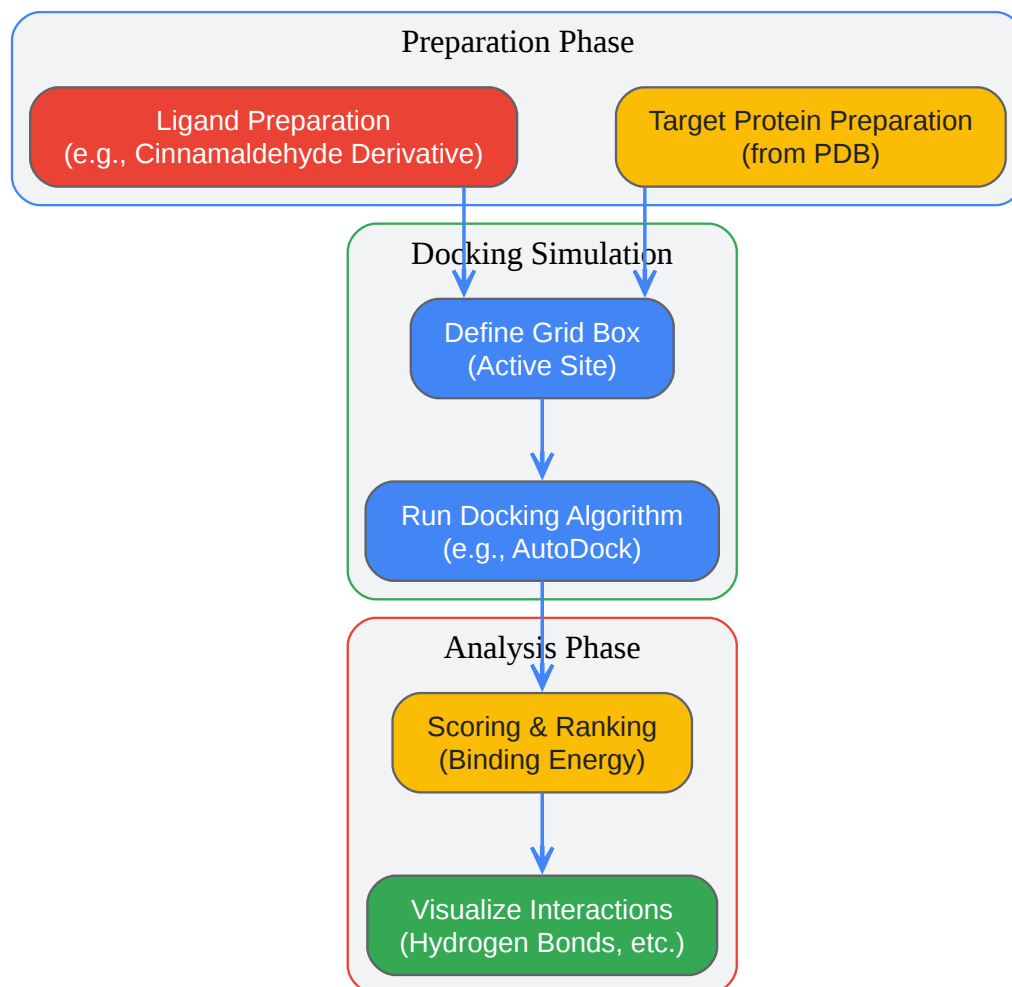 Preparation Phase
Ligand Preparation
(e.g., Cinnamaldehyde Derivative)
Target Protein Preparation
(from PDB)
Docking Simulation
Define Grid Box
(Active Site)
Run Docking Algorithm
(e.g., AutoDock)
Analysis Phase
Scoring & Ranking
(Binding Energy)
Visualize Interactions
(Hydrogen Bonds, etc.)